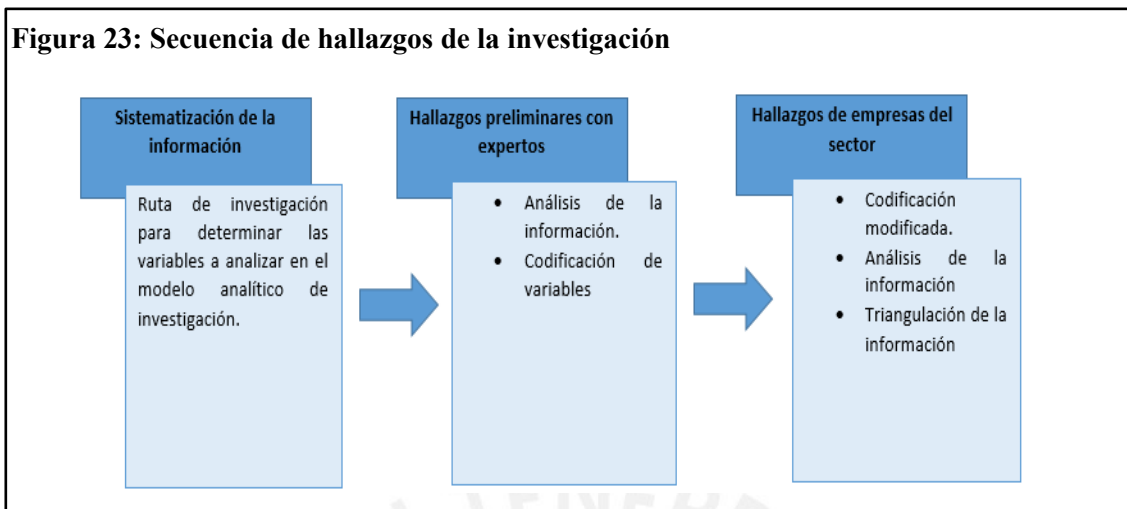 Figura 23: Secuencia de hallazgos de la investigación
Sistematización de la
información
Ruta de investigación
para determinar las
variables a analizar en el
modelo analítico de
investigación.
Hallazgos preliminares con
expertos
• Análisis de la
información.
• Codificación de
variables
Hallazgos de empresas del
sector
• Codificación
modificada.
• Análisis de la
información
• Triangulación de la
información